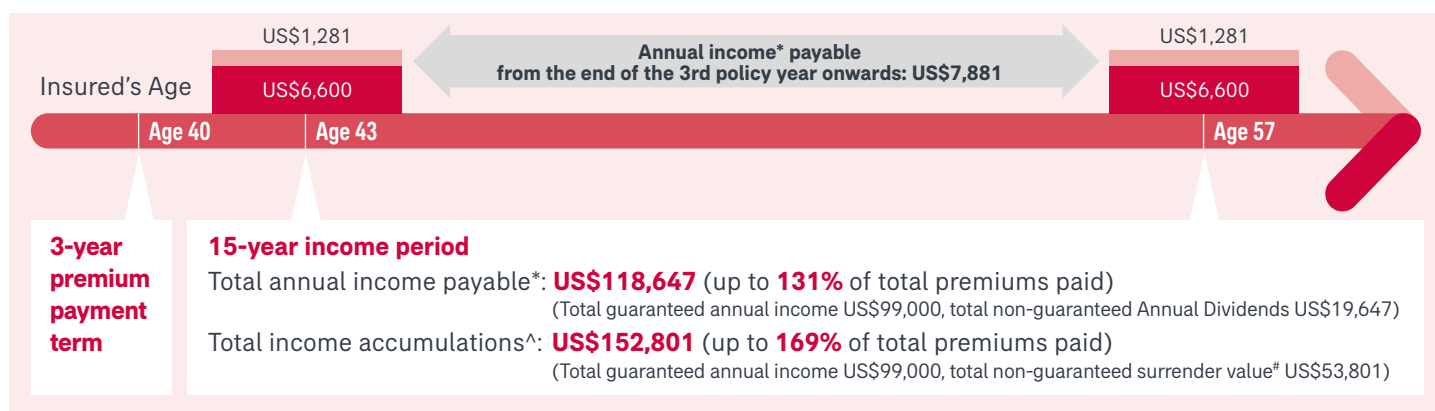 US$1,281
US$1,281
Annual income* payable
from the end of the 3rd policy year onwards: US$7,881
Insured’s Age
US$6,600
US$6,600
Age 40
Age 43
Age 57
3-year
premium
payment
term
15-year income period
Total annual income payable*: US$118,647 (up to 131% of total premiums paid)
(Total guaranteed annual income US$99,000, total non-guaranteed Annual Dividends US$19,647)
Total income accumulations^: US$152,801 (up to 169% of total premiums paid)
(Total guaranteed annual income US$99,000, total non-guaranteed surrender value# US$53,801)